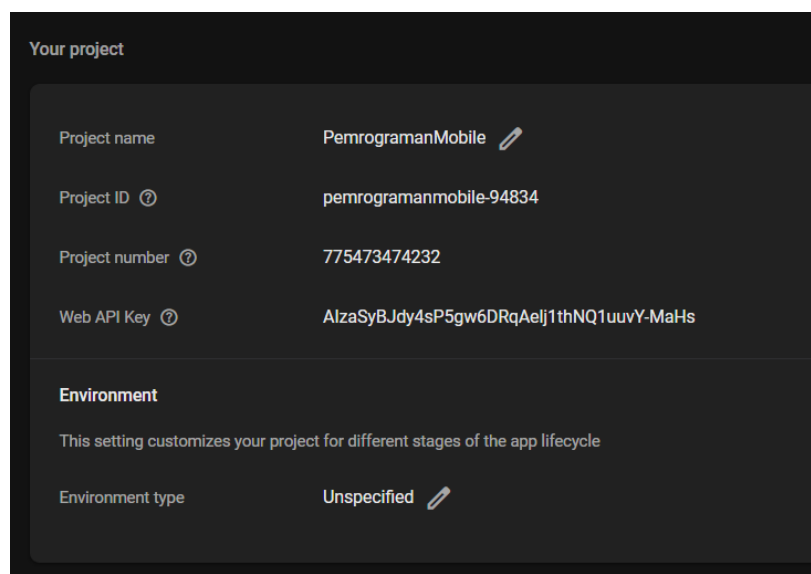 Your project
Project name PemrogramanMobile
Project ID pemrogramanmobile-94834
Project number 775473474232
Web API Key AIzaSyBJdy4sP5gw6DRqAelj1thNQ1uuvY-MaHs
Environment
This setting customizes your project for different stages of the app lifecycle
Environment type Unspecified